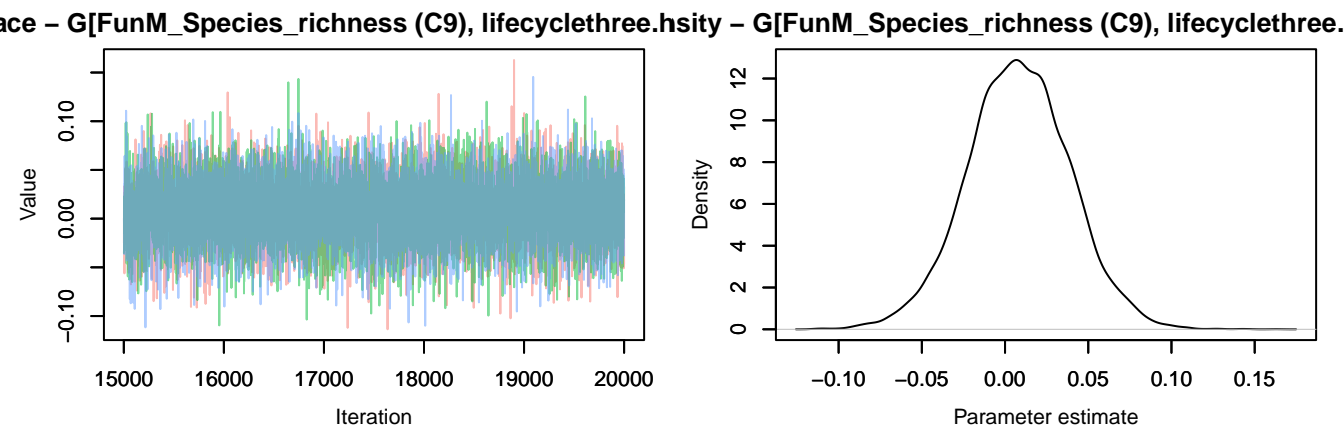 ace – G[FunM_Species_richness (C9), lifecyclethree.hsity – G[FunM_Species_richness (C9), lifecyclethree.
Value
−0.10
0.00
0.10
15000 16000 17000 18000 19000 20000
Iteration
Density
0 2 4 6 8 10 12
−0.10 −0.05 0.00 0.05 0.10 0.15
Parameter estimate